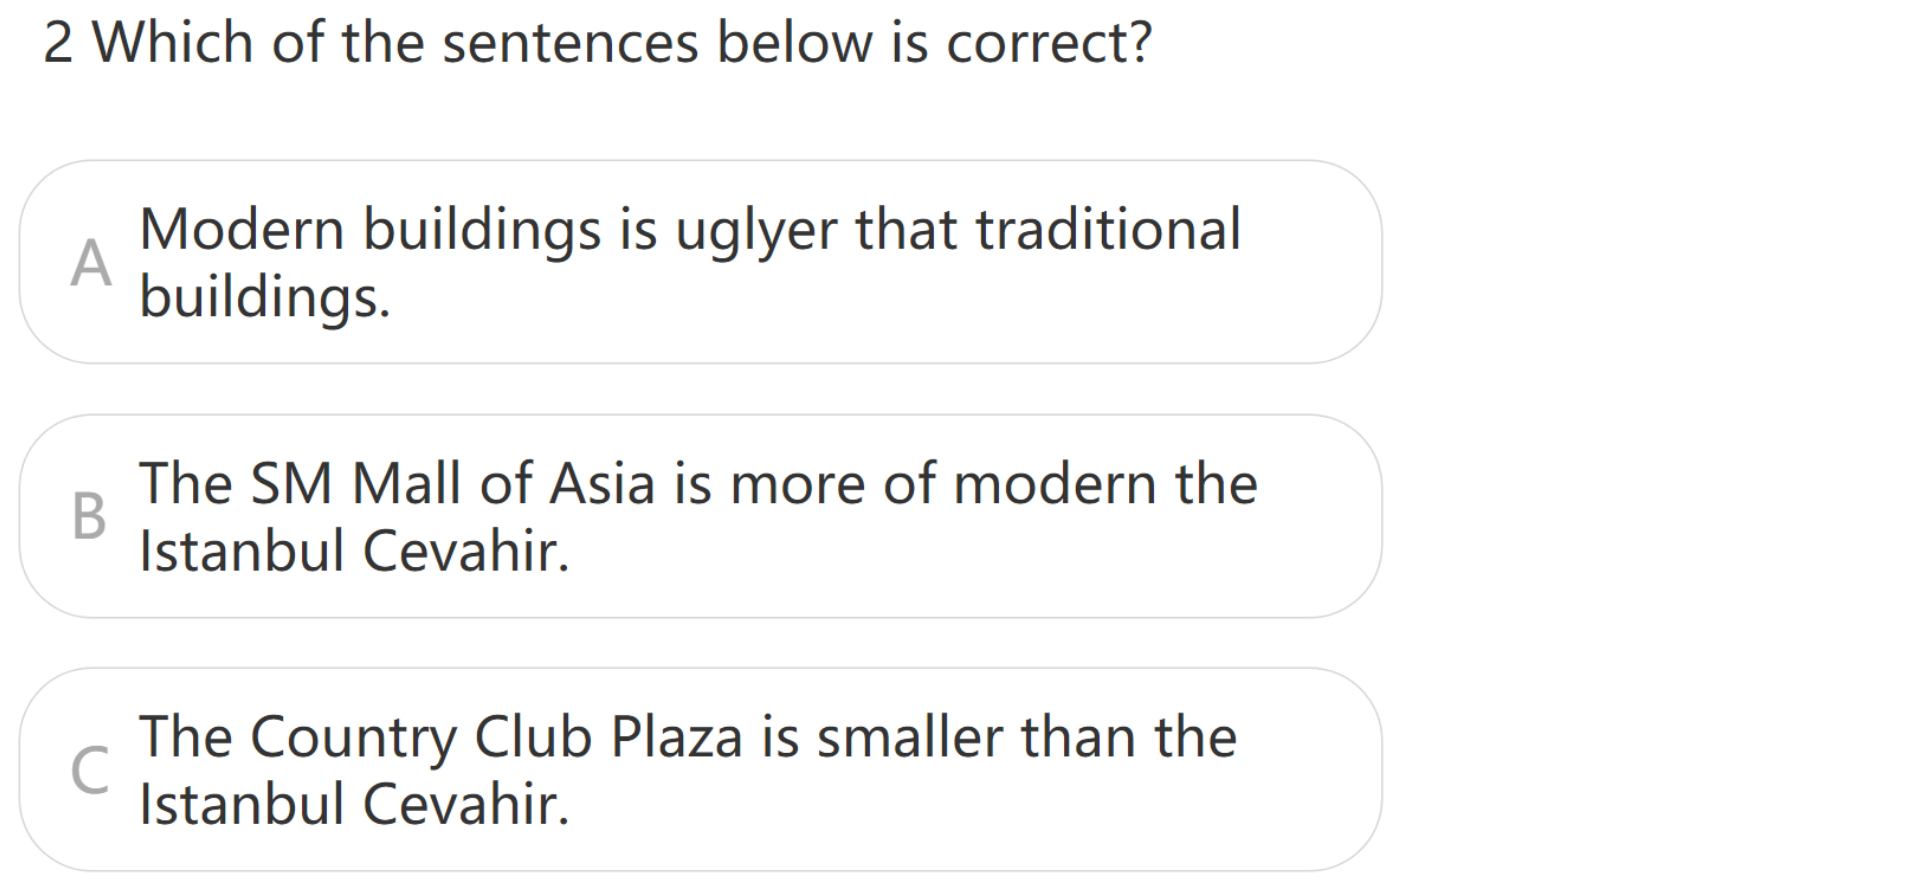 2 Which of the sentences below is correct?
A
Modern buildings is uglyer that traditional
buildings.
B
The SM Mall of Asia is more of modern the
Istanbul Cevahir.
C
The Country Club Plaza is smaller than the
Istanbul Cevahir.